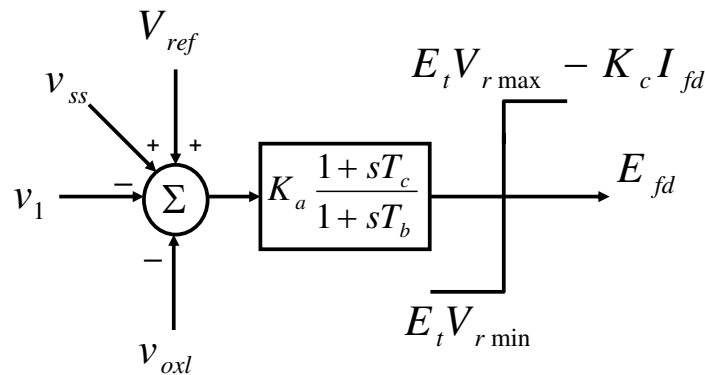 V_ref
E_t V_r max − K_c I_fd
v_ss
+ +
K_a (1 + sT_c)/(1 + sT_b)
E_fd
v_1
−
Σ
−
E_t V_r min
v_oxl